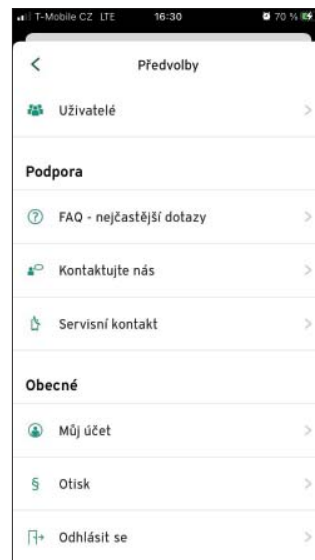 T-Mobile CZ LTE 16:30 70 %
Předvolby
Uživatelé
Podpora
FAQ - nejčastější dotazy
Kontaktujte nás
Servisní kontakt
Obecné
Můj účet
§ Otisk
Odhlásit se